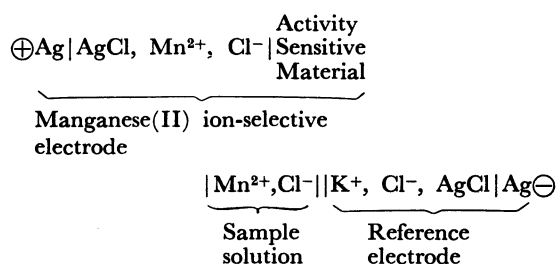 Activity
⊕Ag|AgCl, Mn²⁺, Cl⁻|Sensitive
Material
Manganese(II) ion-selective
electrode
|Mn²⁺,Cl⁻||K⁺, Cl⁻, AgCl|Ag⊖
Sample Reference
solution electrode